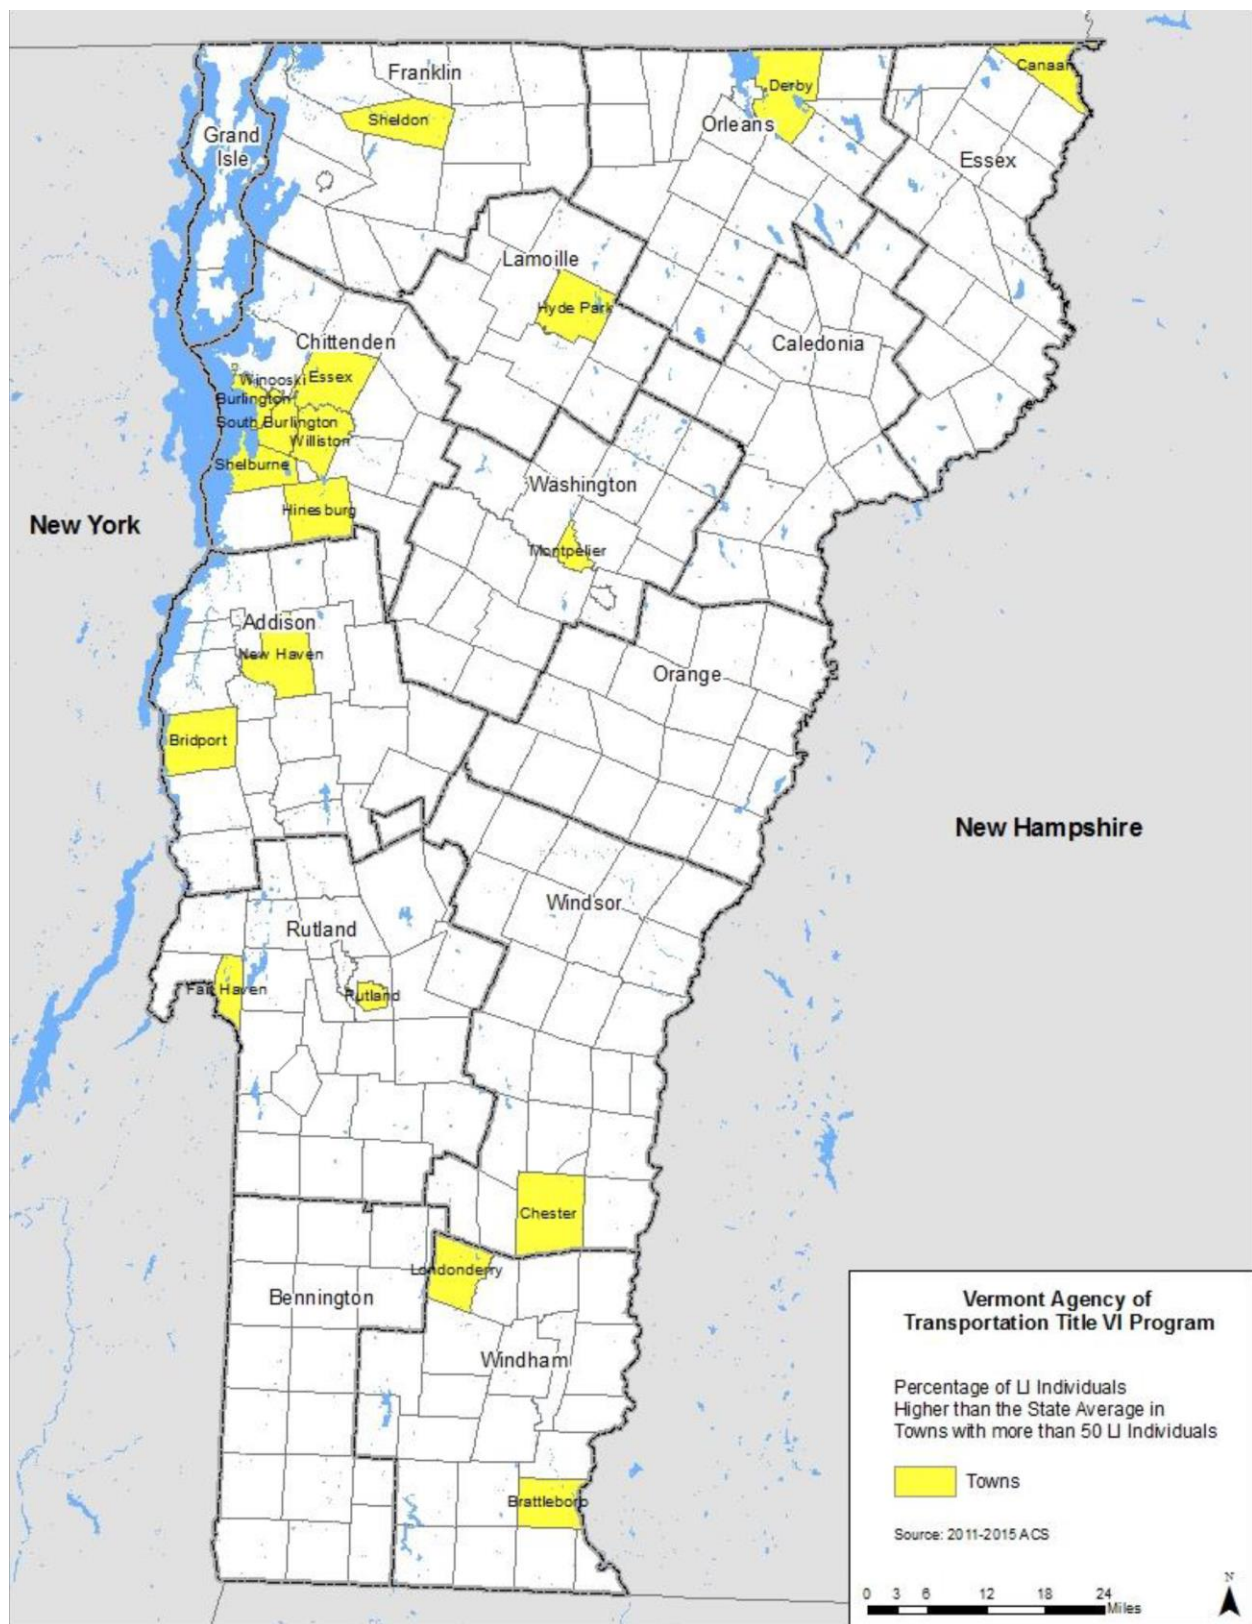 Franklin
Canaan
Derby
Sheldon
Orleans
Grand
Isle
Essex
Lamoille
Hyde Park
Chittenden
Caledonia
Winooski
Essex
Burlington
South Burlington
Williston
Shelburne
Washington
Hinesburg
New York
Montpelier
Addison
New Haven
Orange
Bridport
New Hampshire
Windsor
Rutland
Fair Haven
Rutland
Chester
Londonderry
Bennington
Windham
Brattleboro
Vermont Agency of
Transportation Title VI Program
Percentage of LI Individuals
Higher than the State Average in
Towns with more than 50 LI Individuals
Towns
Source: 2011-2015 ACS
N
0 3 6 12 18 24
Miles